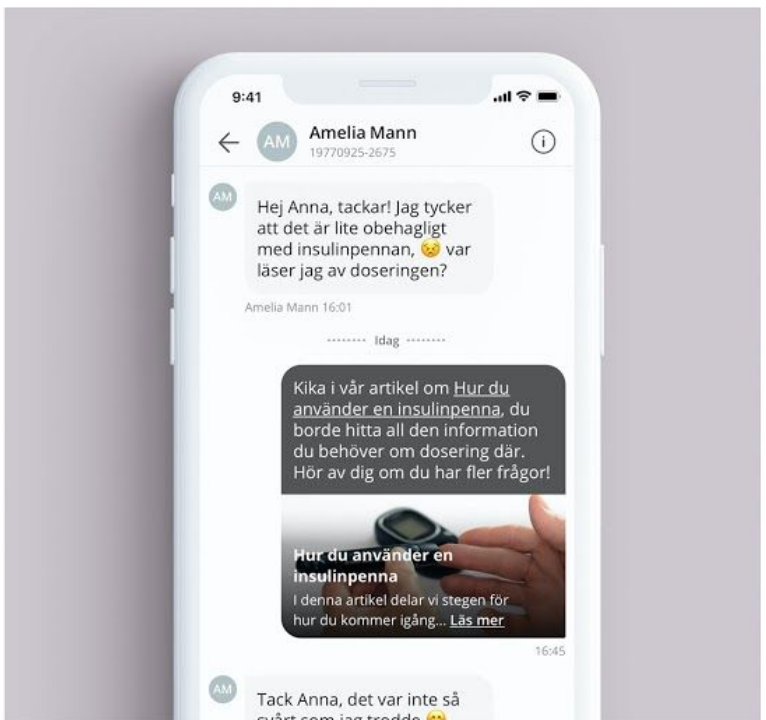 9:41
AM
Amelia Mann
19770925-2675
AM
Hej Anna, tackar! Jag tycker
att det är lite obehagligt
med insulinpennan, 😣 var
läser jag av doseringen?
Amelia Mann 16:01
-------- Idag --------
Kika i vår artikel om Hur du
använder en insulinpenna, du
borde hitta all den information
du behöver om dosering där.
Hör av dig om du har fler frågor!
Hur du använder en
insulinpenna
I denna artikel delar vi stegen för
hur du kommer igång... Läs mer
16:45
AM
Tack Anna, det var inte så
svårt som jag trodde